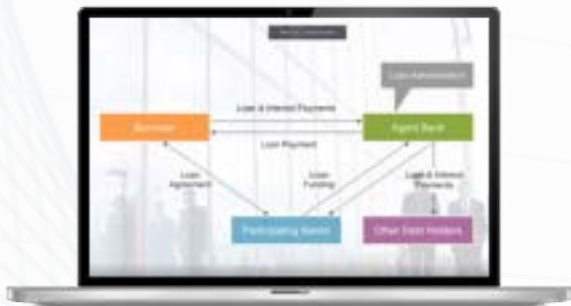 Loan Administration
Loan & Interest Payments
Borrower
Agent Bank
Loan Payment
Loan
Agreement
Loan
Funding
Loan & Interest
Payments
Participating Banks
Other Debt Holders